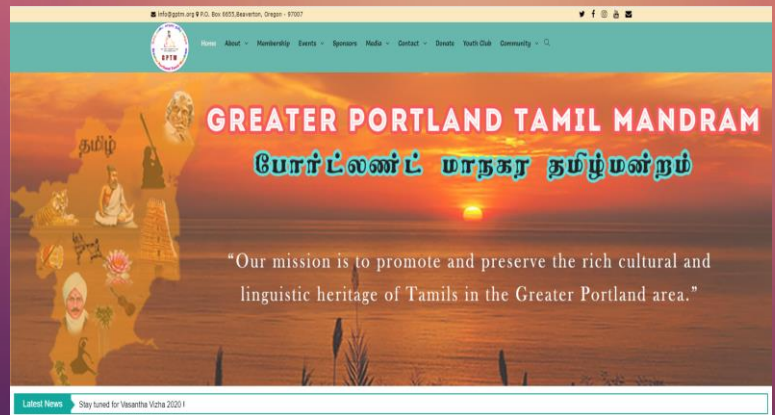 info@gptm.org P.O. Box 6655,Beaverton, Oregon - 97007
GPTM
Home About Membership Events Sponsors Media Contact Donate Youth Club Community
GREATER PORTLAND TAMIL MANDRAM
போர்ட்லண்ட் மாநகர தமிழ்மன்றம்
தமிழ்
“Our mission is to promote and preserve the rich cultural and
linguistic heritage of Tamils in the Greater Portland area.”
Latest News Stay tuned for Vasantha Vizha 2020 !